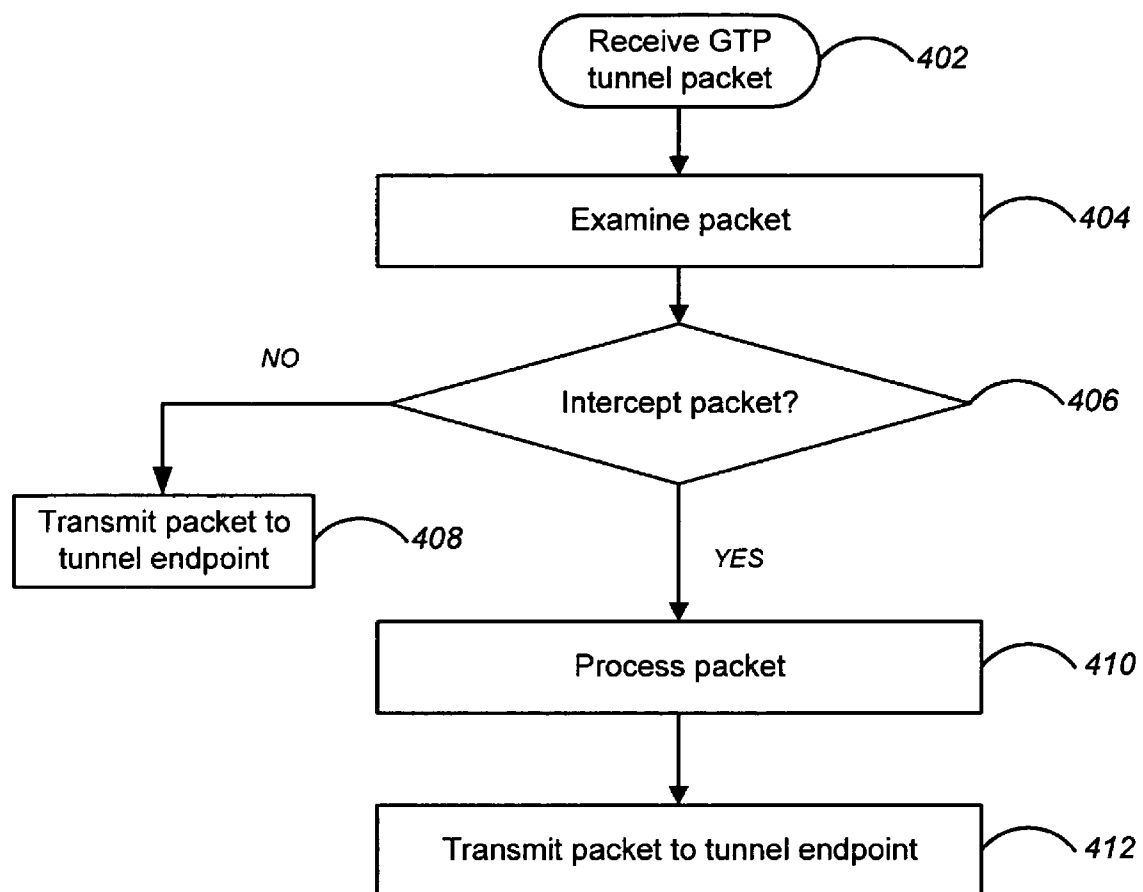 Receive GTP
tunnel packet
402
Examine packet
404
NO
Intercept packet?
406
Transmit packet to
tunnel endpoint
408
YES
Process packet
410
Transmit packet to tunnel endpoint
412